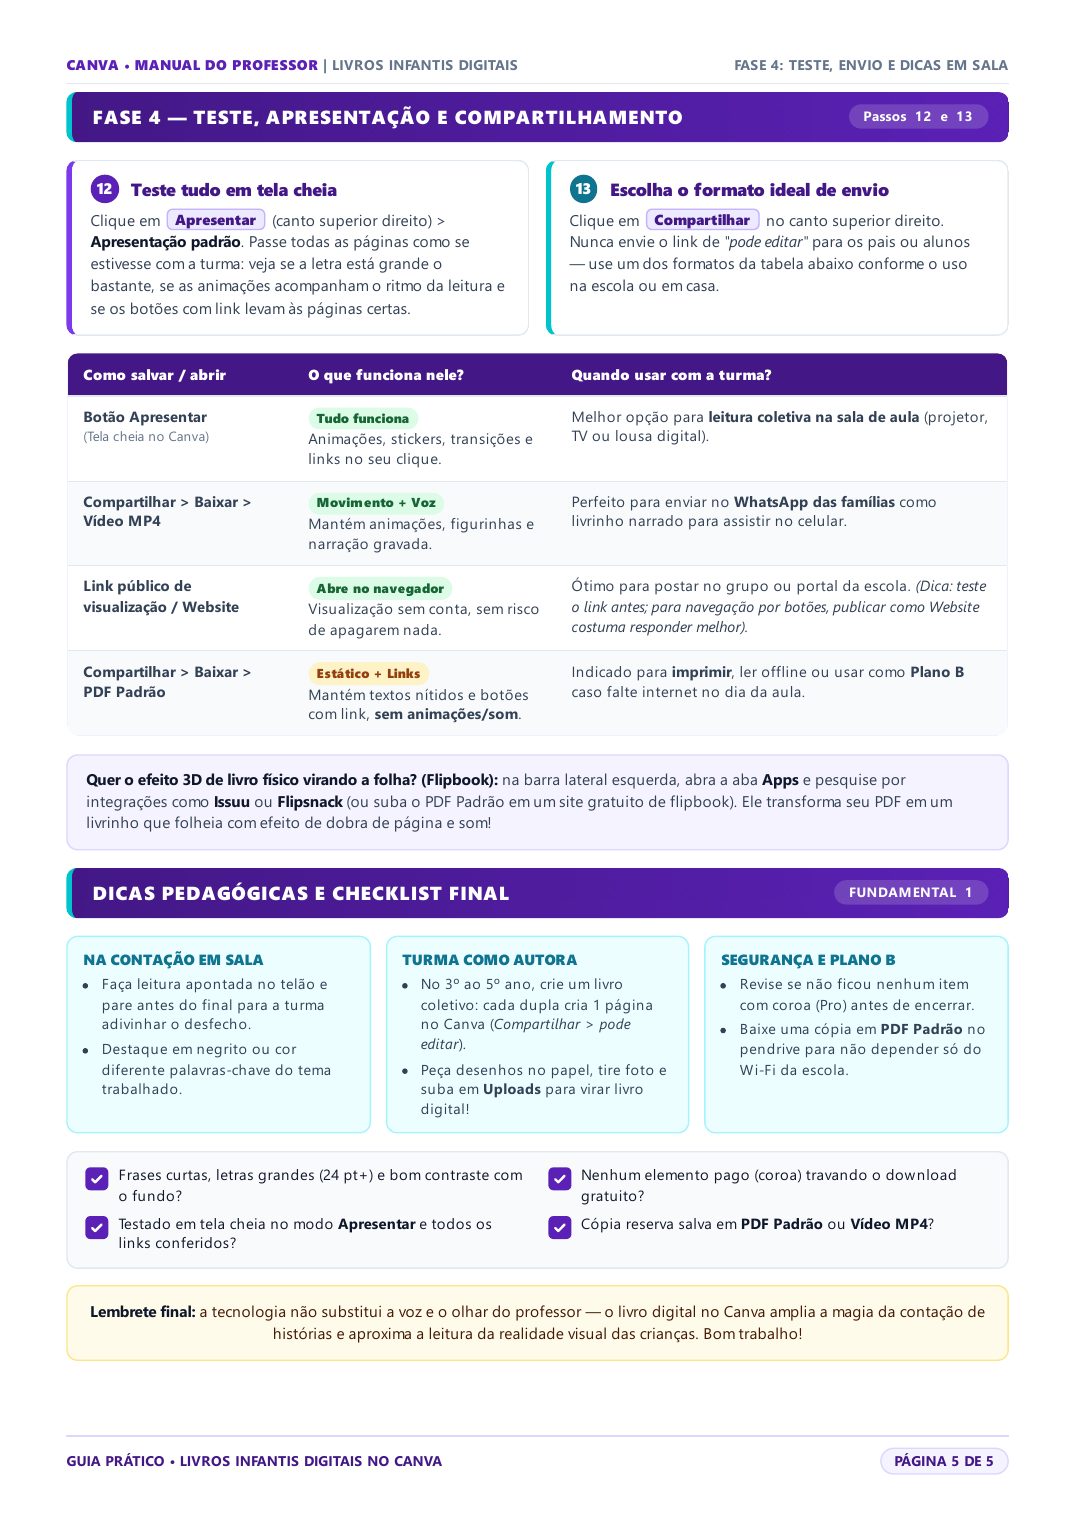 CANVA • MANUAL DO PROFESSOR | LIVROS INFANTIS DIGITAIS
FASE 4: TESTE, ENVIO E DICAS EM SALA
FASE 4 — TESTE, APRESENTAÇÃO E COMPARTILHAMENTO
Passos 12 e 13
12 Teste tudo em tela cheia
Clique em Apresentar (canto superior direito) >
Apresentação padrão. Passe todas as páginas como se
estivesse com a turma: veja se a letra está grande o
bastante, se as animações acompanham o ritmo da leitura e
se os botões com link levam às páginas certas.
13 Escolha o formato ideal de envio
Clique em Compartilhar no canto superior direito.
Nunca envie o link de "pode editar" para os pais ou alunos
— use um dos formatos da tabela abaixo conforme o uso
na escola ou em casa.
Como salvar / abrir
O que funciona nele?
Quando usar com a turma?
Botão Apresentar
(Tela cheia no Canva)
Tudo funciona
Animações, stickers, transições e
links no seu clique.
Melhor opção para leitura coletiva na sala de aula (projetor,
TV ou lousa digital).
Compartilhar > Baixar >
Vídeo MP4
Movimento + Voz
Mantém animações, figurinhas e
narração gravada.
Perfeito para enviar no WhatsApp das famílias como
livrinho narrado para assistir no celular.
Link público de
visualização / Website
Abre no navegador
Visualização sem conta, sem risco
de apagarem nada.
Ótimo para postar no grupo ou portal da escola. (Dica: teste
o link antes; para navegação por botões, publicar como Website
costuma responder melhor).
Compartilhar > Baixar >
PDF Padrão
Estático + Links
Mantém textos nítidos e botões
com link, sem animações/som.
Indicado para imprimir, ler offline ou usar como Plano B
caso falte internet no dia da aula.
Quer o efeito 3D de livro físico virando a folha? (Flipbook): na barra lateral esquerda, abra a aba Apps e pesquise por
integrações como Issuu ou Flipsnack (ou suba o PDF Padrão em um site gratuito de flipbook). Ele transforma seu PDF em um
livrinho que folheia com efeito de dobra de página e som!
DICAS PEDAGÓGICAS E CHECKLIST FINAL
FUNDAMENTAL 1
NA CONTAÇÃO EM SALA
• Faça leitura apontada no telão e
pare antes do final para a turma
adivinhar o desfecho.
• Destaque em negrito ou cor
diferente palavras-chave do tema
trabalhado.
TURMA COMO AUTORA
• No 3º ao 5º ano, crie um livro
coletivo: cada dupla cria 1 página
no Canva (Compartilhar > pode
editar).
• Peça desenhos no papel, tire foto e
suba em Uploads para virar livro
digital!
SEGURANÇA E PLANO B
• Revise se não ficou nenhum item
com coroa (Pro) antes de encerrar.
• Baixe uma cópia em PDF Padrão no
pendrive para não depender só do
Wi-Fi da escola.
Frases curtas, letras grandes (24 pt+) e bom contraste com
o fundo?
Nenhum elemento pago (coroa) travando o download
gratuito?
Testado em tela cheia no modo Apresentar e todos os
links conferidos?
Cópia reserva salva em PDF Padrão ou Vídeo MP4?
Lembrete final: a tecnologia não substitui a voz e o olhar do professor — o livro digital no Canva amplia a magia da contação de
histórias e aproxima a leitura da realidade visual das crianças. Bom trabalho!
GUIA PRÁTICO • LIVROS INFANTIS DIGITAIS NO CANVA
PÁGINA 5 DE 5